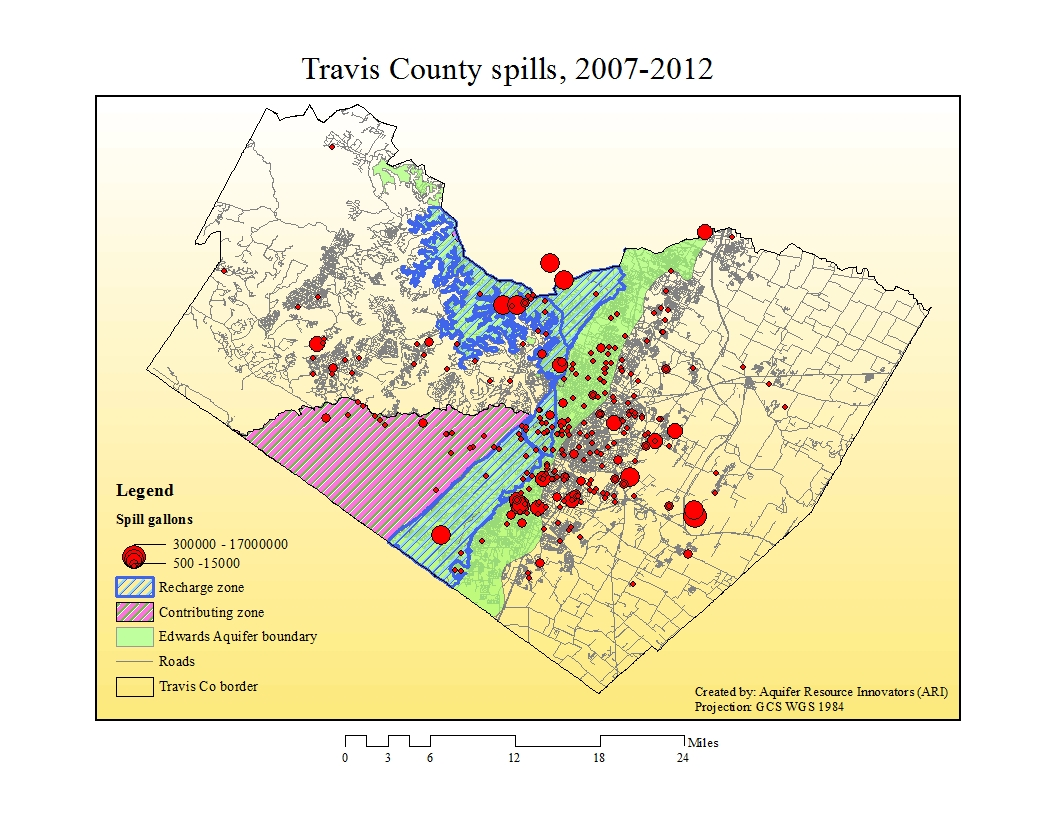 Travis County spills, 2007-2012
Legend
Spill gallons
300000 - 17000000
500 -15000
Recharge zone
Contributing zone
Edwards Aquifer boundary
Roads
Travis Co border
Created by: Aquifer Resource Innovators (ARI)
Projection: GCS WGS 1984
Miles
0 3 6 12 18 24